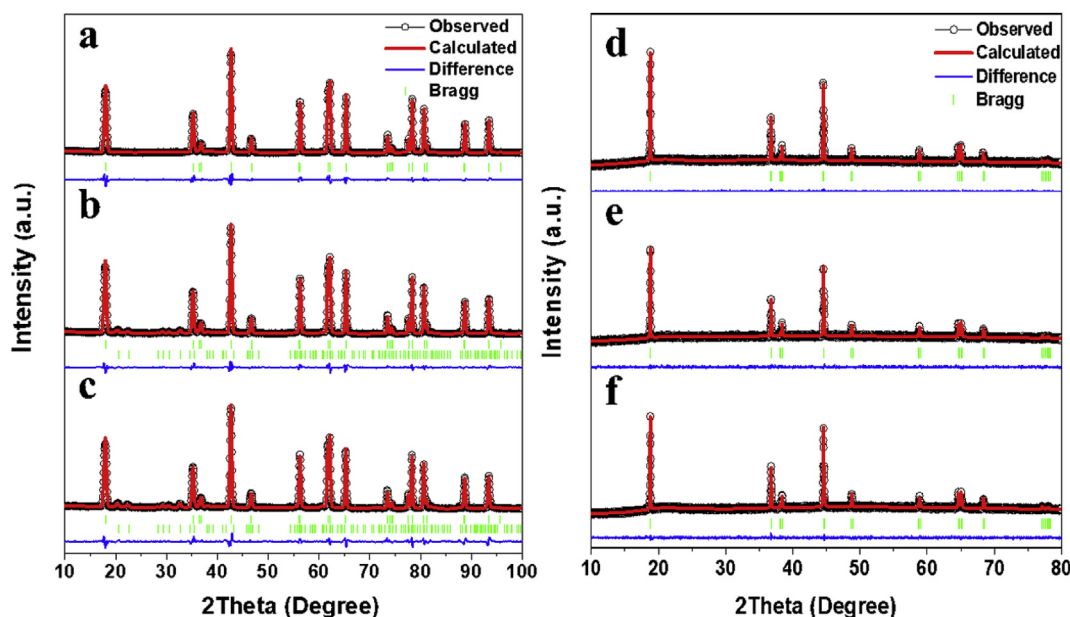 a
Observed
Calculated
Difference
Bragg
b
c
Intensity (a.u.)
10 20 30 40 50 60 70 80 90 100
2Theta (Degree)
d
Observed
Calculated
Difference
Bragg
e
f
Intensity (a.u.)
10 20 30 40 50 60 70 80
2Theta (Degree)